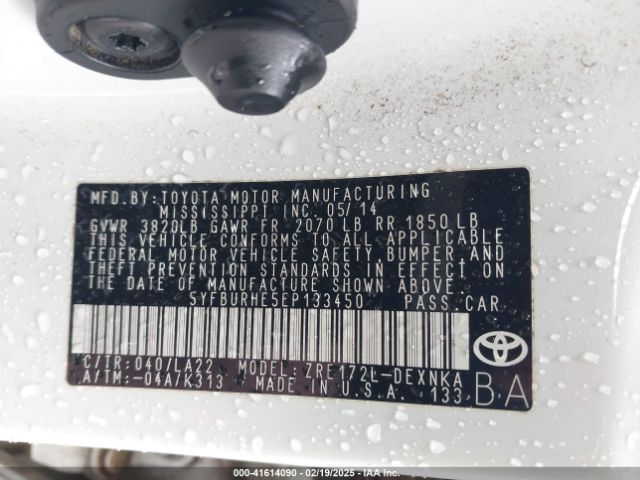 MFD. BY: TOYOTA MOTOR MANUFACTURING
MISSISSIPPI INC. 05/14
GVWR 3820LB GAWR FR 2070 LB RR 1850 LB
THIS VEHICLE CONFORMS TO ALL APPLICABLE
FEDERAL MOTOR VEHICLE SAFETY, BUMPER, AND
THEFT PREVENTION STANDARDS IN EFFECT ON
THE DATE OF MANUFACTURE SHOWN ABOVE.
5YFBURHE5EP133450 PASS. CAR
C/TR: 040/LA22 MODEL: ZRE172L-DEXNKA
A/TM: -04A/K313 MADE IN U.S.A. 133
BA
000-41614090 - 02/19/2025 - IAA Inc.